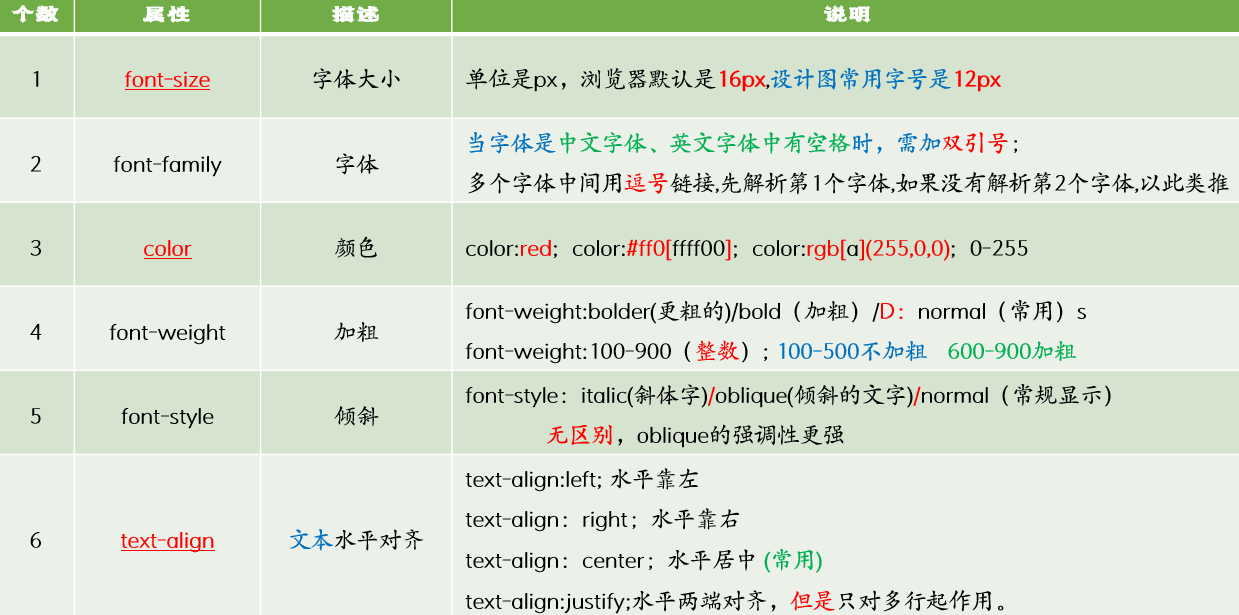 个数 属性 描述 说明
1 font-size 字体大小 单位是px，浏览器默认是16px,设计图常用字号是12px
2 font-family 字体 当字体是中文字体、英文字体中有空格时，需加双引号；
多个字体中间用逗号链接,先解析第1个字体,如果没有解析第2个字体,以此类推
3 color 颜色 color:red；color:#ff0[ffff00]；color:rgb[a](255,0,0)；0-255
4 font-weight 加粗 font-weight:bolder(更粗的)/bold（加粗）/D：normal（常用）s
font-weight:100-900（整数）; 100-500不加粗 600-900加粗
5 font-style 倾斜 font-style：italic(斜体字)/oblique(倾斜的文字)/normal（常规显示）
无区别，oblique的强调性更强
6 text-align 文本水平对齐 text-align:left; 水平靠左
text-align：right；水平靠右
text-align：center；水平居中 (常用)
text-align:justify;水平两端对齐，但是只对多行起作用。